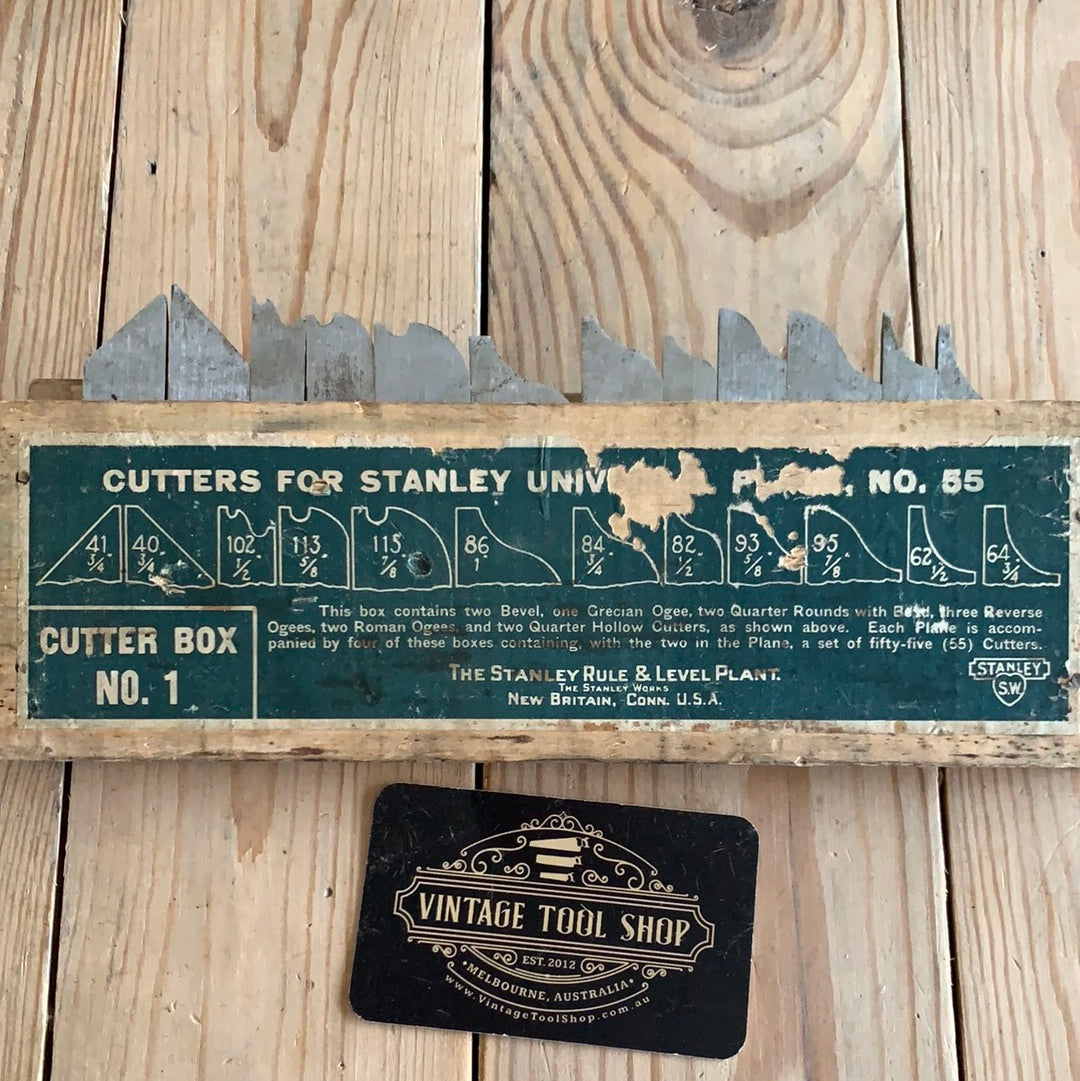 CUTTERS FOR STANLEY UNIV P , NO. 55
41 40 102 113 115 86 84 82 93 95 62 64
3/4" 3/4" 1/2" 5/8" 7/8" 1" 3/4" 1/2" 5/8" 7/8" 1/2" 3/4"
This box contains two Bevel, one Grecian Ogee, two Quarter Rounds with Bead, three Reverse
Ogees, two Roman Ogees, and two Quarter Hollow Cutters, as shown above. Each Plane is accom-
panied by four of these boxes containing, with the two in the Plane, a set of fifty-five (55) Cutters.
CUTTER BOX
NO. 1
THE STANLEY RULE & LEVEL PLANT.
THE STANLEY WORKS
NEW BRITAIN, CONN. U.S.A.
STANLEY
S.W.
VINTAGE TOOL SHOP
EST. 2012
•MELBOURNE, AUSTRALIA•
www.VintageToolShop.com.au